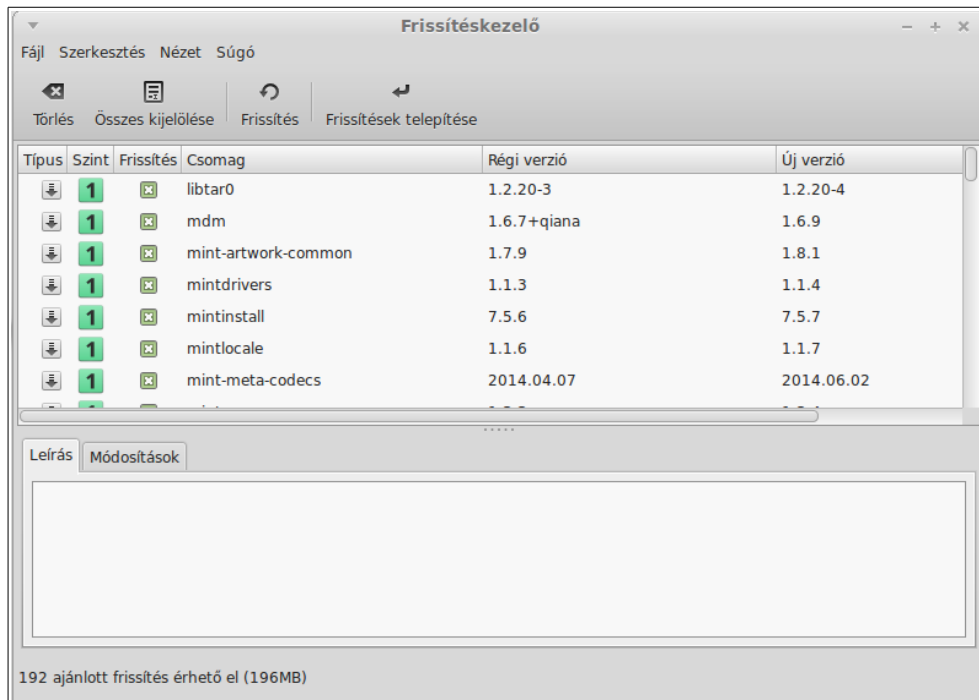 Frissítéskezelő
Fájl Szerkesztés Nézet Súgó
Törlés Összes kijelölése Frissítés Frissítések telepítése
Típus Szint Frissítés Csomag Régi verzió Új verzió
1 libtar0 1.2.20-3 1.2.20-4
1 mdm 1.6.7+qiana 1.6.9
1 mint-artwork-common 1.7.9 1.8.1
1 mintdrivers 1.1.3 1.1.4
1 mintinstall 7.5.6 7.5.7
1 mintlocale 1.1.6 1.1.7
1 mint-meta-codecs 2014.04.07 2014.06.02
Leírás Módosítások
192 ajánlott frissítés érhető el (196MB)